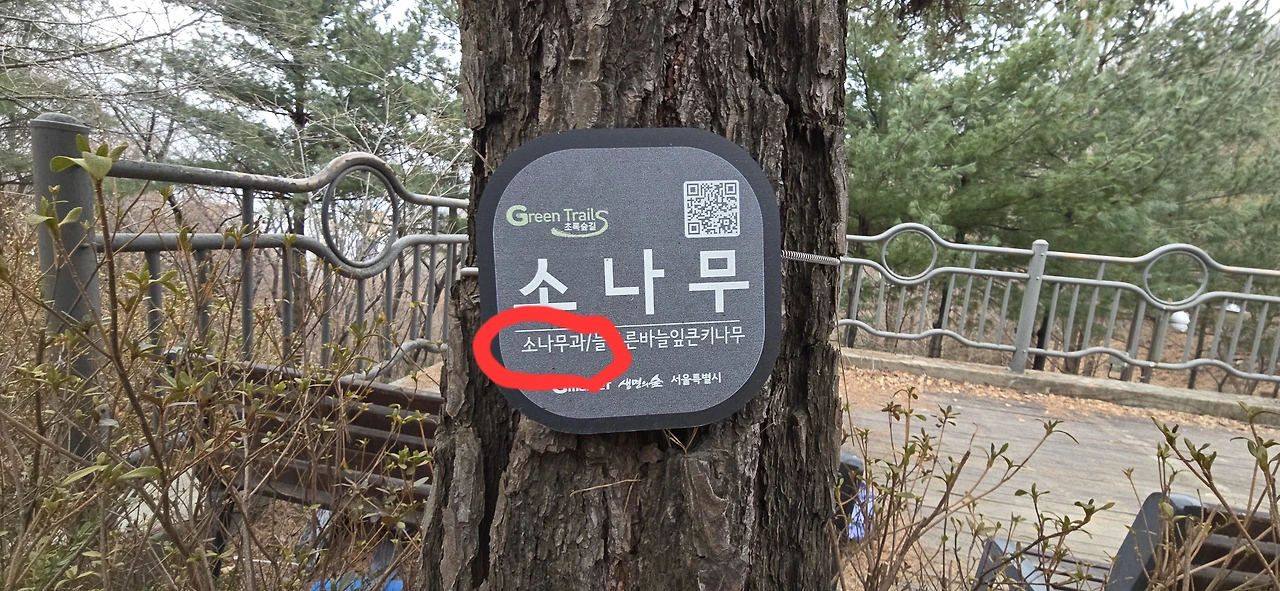 Green Trails
초록숲길
소나무
소나무과/늘른바늘잎큰키나무
생명의숲 서울특별시